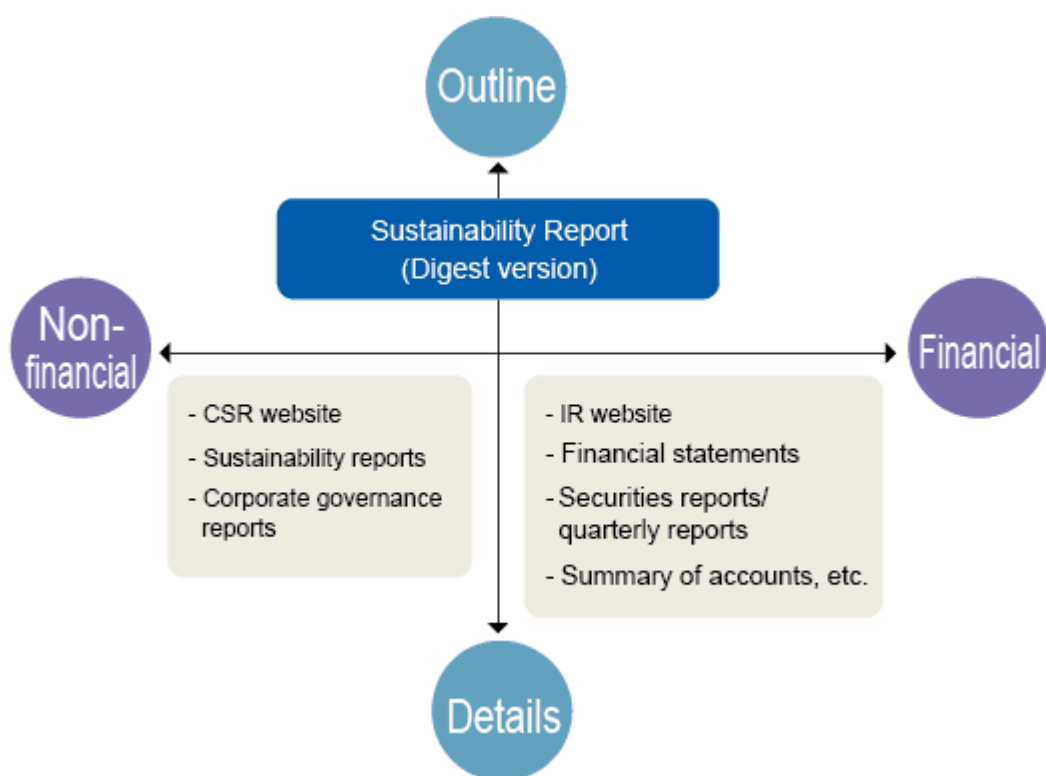 Outline
Sustainability Report
(Digest version)
Non-
financial
Financial
- CSR website
- Sustainability reports
- Corporate governance
reports
- IR website
- Financial statements
- Securities reports/
quarterly reports
- Summary of accounts, etc.
Details